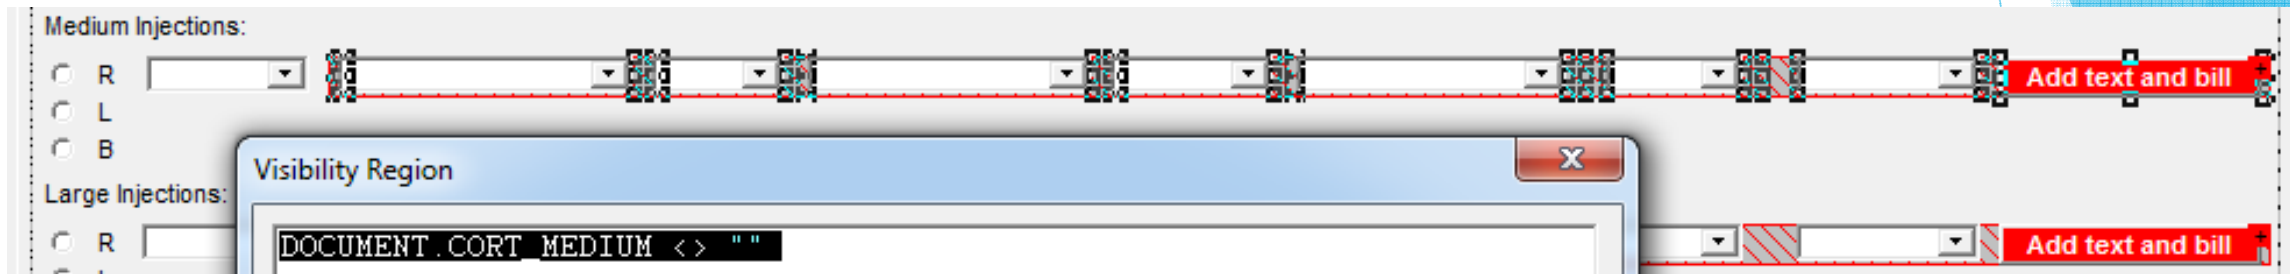 Medium Injections:
R Add text and bill
L
B
Visibility Region
Large Injections:
DOCUMENT.CORT_MEDIUM <> ""
R Add text and bill